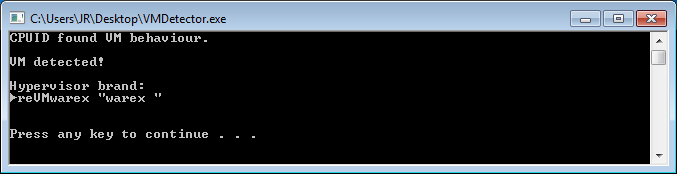 C:\Users\JR\Desktop\VMDetector.exe
CPUID found VM behaviour.
VM detected!
Hypervisor brand:
►reVMwarex "warex "
Press any key to continue . . .